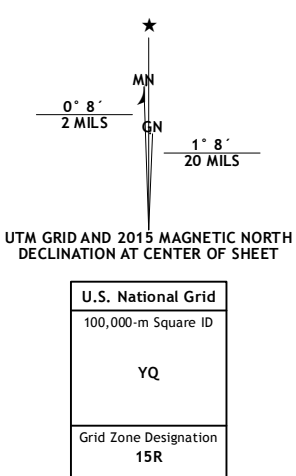 ★
MN
0° 8´
2 MILS
GN
1° 8´
20 MILS
UTM GRID AND 2015 MAGNETIC NORTH
DECLINATION AT CENTER OF SHEET
U.S. National Grid
100,000-m Square ID
YQ
Grid Zone Designation
15R